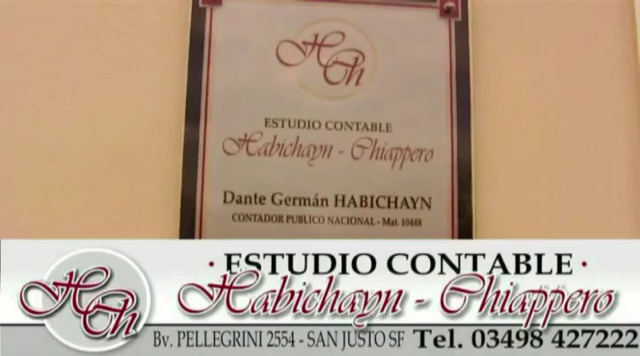 HCh
ESTUDIO CONTABLE
Habichayn - Chiappero
Dante Germán HABICHAYN
CONTADOR PUBLICO NACIONAL - Mat. 10448
· ESTUDIO CONTABLE ·
HCh
Habichayn - Chiappero
Bv. PELLEGRINI 2554 - SAN JUSTO SF Tel. 03498 427222